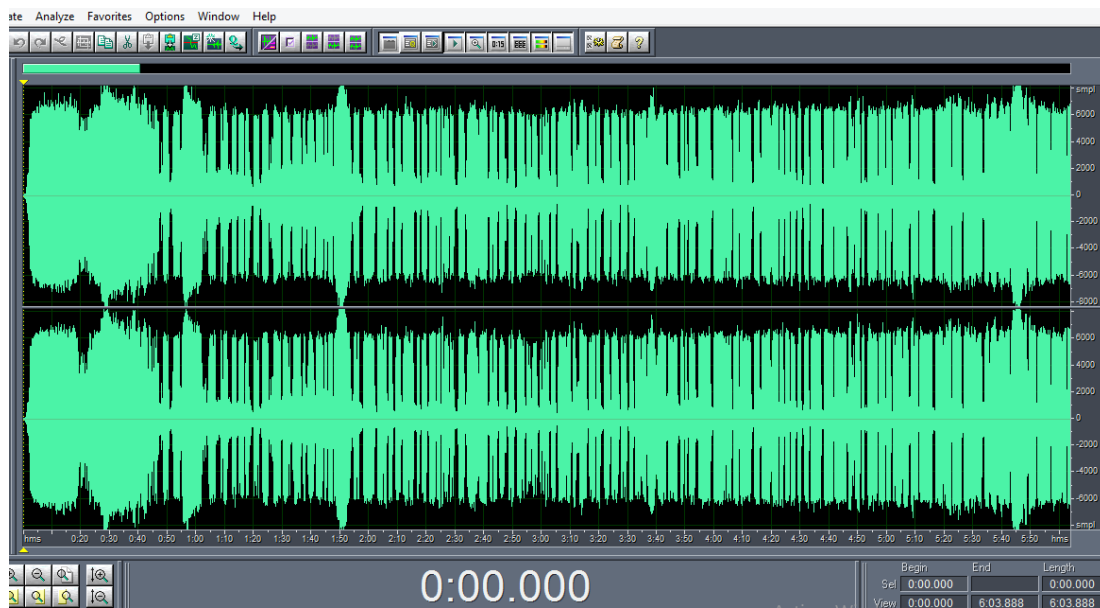 ate Analyze Favorites Options Window Help
0:15
smpl
6000
4000
2000
0
-2000
-4000
-6000
-8000
6000
4000
2000
0
-2000
-4000
-6000
smpl
hms 0:20 0:30 0:40 0:50 1:00 1:10 1:20 1:30 1:40 1:50 2:00 2:10 2:20 2:30 2:40 2:50 3:00 3:10 3:20 3:30 3:40 3:50 4:00 4:10 4:20 4:30 4:40 4:50 5:00 5:10 5:20 5:30 5:40 5:50 hms
0:00.000
Begin End Length
Sel 0:00.000 0:00.000
View 0:00.000 6:03.888 6:03.888